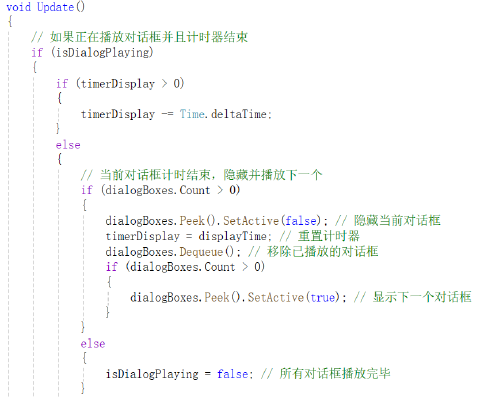 void Update()
{
    // 如果正在播放对话框并且计时器结束
    if (isDialogPlaying)
    {
        if (timerDisplay > 0)
        {
            timerDisplay -= Time.deltaTime;
        }
        else
        {
            // 当前对话框计时结束，隐藏并播放下一个
            if (dialogBoxes.Count > 0)
            {
                dialogBoxes.Peek().SetActive(false); // 隐藏当前对话框
                timerDisplay = displayTime; // 重置计时器
                dialogBoxes.Dequeue(); // 移除已播放的对话框
                if (dialogBoxes.Count > 0)
                {
                    dialogBoxes.Peek().SetActive(true); // 显示下一个对话框
                }
            }
            else
            {
                isDialogPlaying = false; // 所有对话框播放完毕
            }